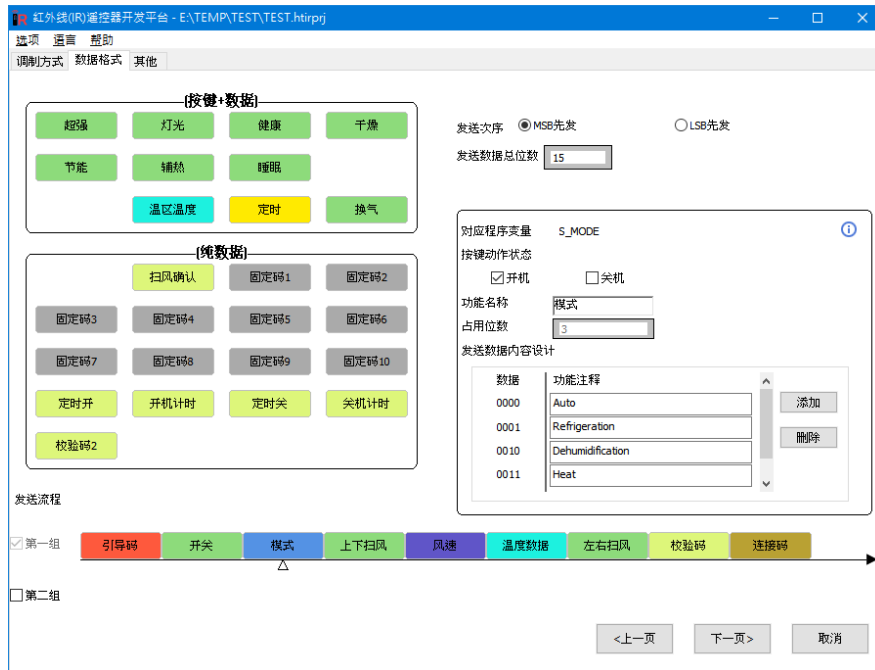 红外线(IR)遥控器开发平台 - E:\TEMP\TEST\TEST.htirprj
选项 语言 帮助
调制方式 数据格式 其他
(按键+数据)
超强 灯光 健康 干燥
节能 辅热 睡眠
温区温度 定时 换气
(纯数据)
扫风确认 固定码1 固定码2
固定码3 固定码4 固定码5 固定码6
固定码7 固定码8 固定码9 固定码10
定时开 开机计时 定时关 关机计时
校验码2
发送次序 MSB先发 LSB先发
发送数据总位数 15
对应程序变量 S_MODE
按键动作状态
开机 关机
功能名称 模式
占用位数 3
发送数据内容设计
数据 功能注释
0000 Auto 添加
0001 Refrigeration
删除
0010 Dehumidification
0011 Heat
发送流程
第一组 引导码 开关 模式 上下扫风 风速 温度数据 左右扫风 校验码 连接码
第二组
<上一页 下一页> 取消